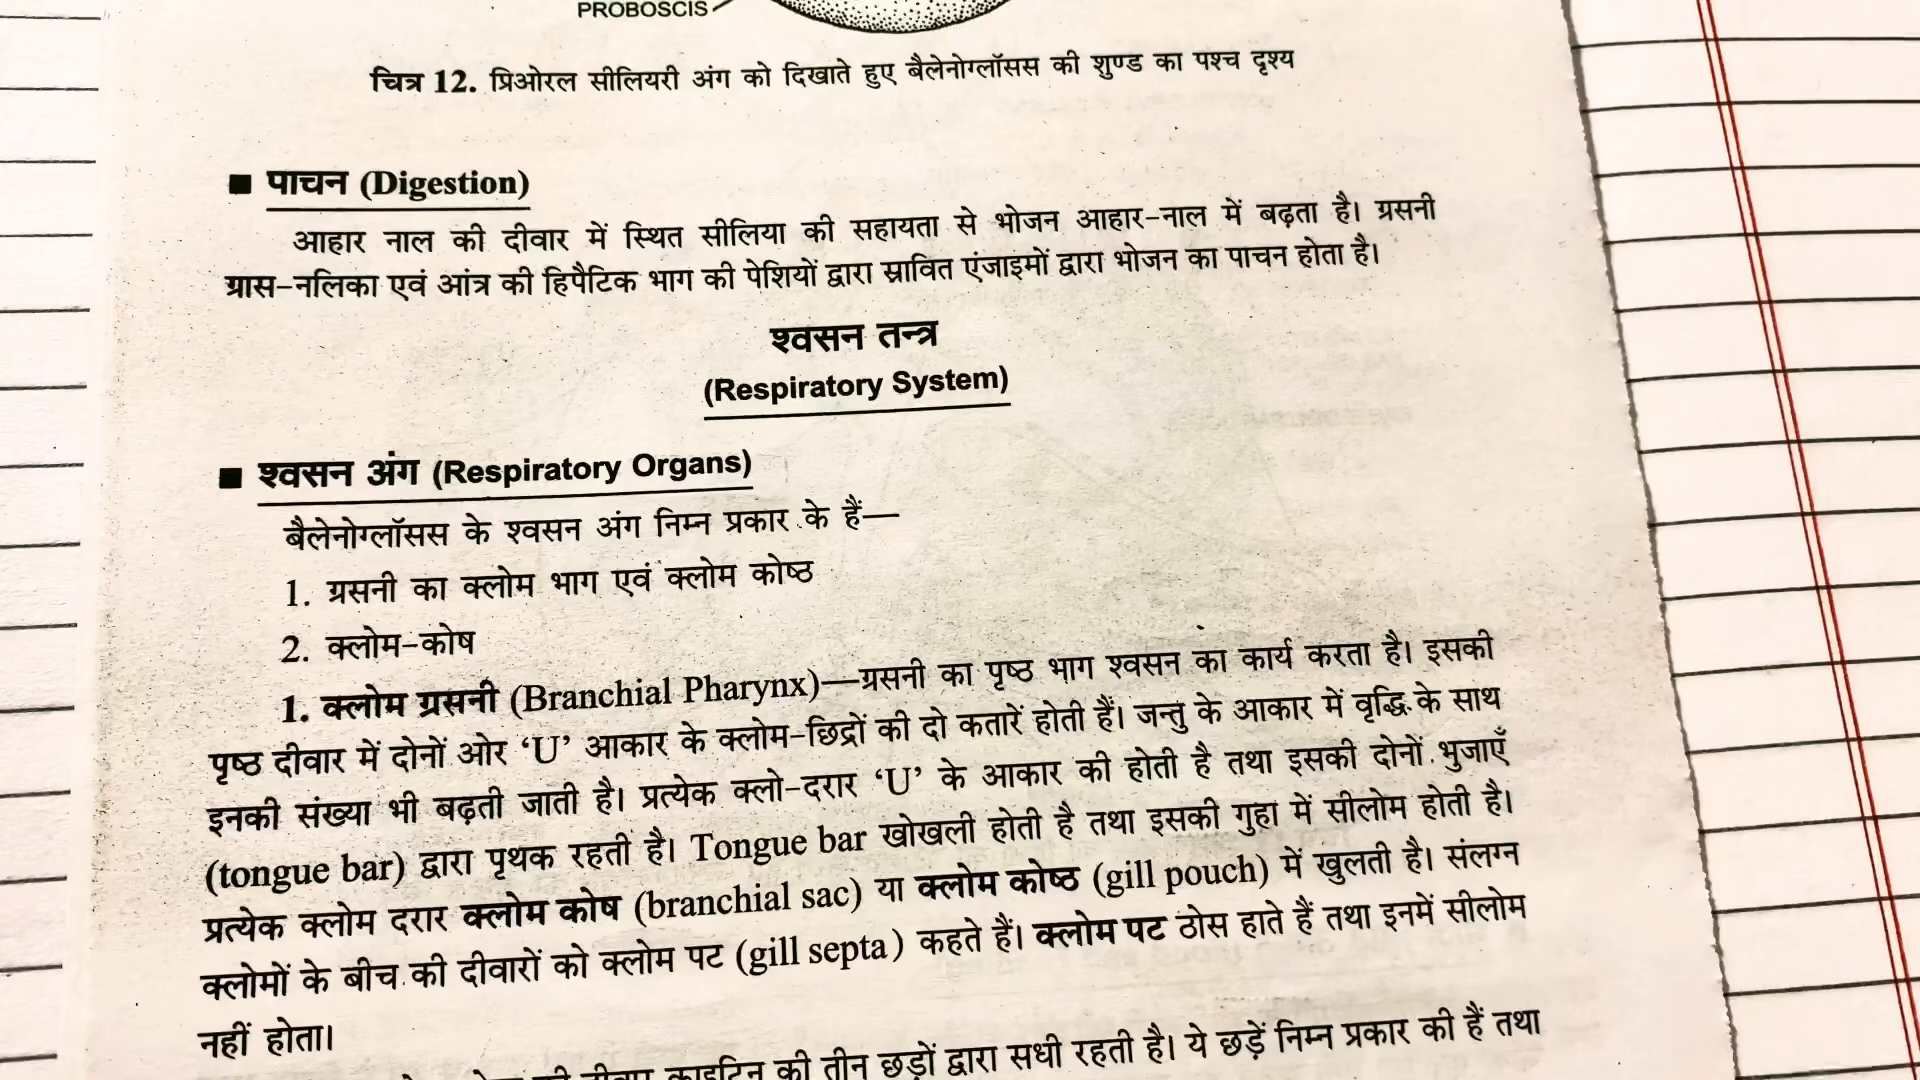 PROBOSCIS
चित्र 12. प्रिओरल सीलियरी अंग को दिखाते हुए बैलेनोग्लॉसस की शुण्ड का पश्च दृश्य
■ पाचन (Digestion)
आहार नाल की दीवार में स्थित सीलिया की सहायता से भोजन आहार-नाल में बढ़ता है। ग्रसनी
ग्रास-नलिका एवं आंत्र की हिपैटिक भाग की पेशियों द्वारा स्रावित एंजाइमों द्वारा भोजन का पाचन होता है।
श्वसन तन्त्र
(Respiratory System)
■ श्वसन अंग (Respiratory Organs)
बैलेनोग्लॉसस के श्वसन अंग निम्न प्रकार के हैं—
1. ग्रसनी का क्लोम भाग एवं क्लोम कोष्ठ
2. क्लोम-कोष
1. क्लोम ग्रसनी (Branchial Pharynx)—ग्रसनी का पृष्ठ भाग श्वसन का कार्य करता है। इसकी
पृष्ठ दीवार में दोनों ओर ‘U’ आकार के क्लोम-छिद्रों की दो कतारें होती हैं। जन्तु के आकार में वृद्धि के साथ
इनकी संख्या भी बढ़ती जाती है। प्रत्येक क्लो-दरार ‘U’ के आकार की होती है तथा इसकी दोनों भुजाएँ
(tongue bar) द्वारा पृथक रहती है। Tongue bar खोखली होती है तथा इसकी गुहा में सीलोम होती है।
प्रत्येक क्लोम दरार क्लोम कोष (branchial sac) या क्लोम कोष्ठ (gill pouch) में खुलती है। संलग्न
क्लोमों के बीच की दीवारों को क्लोम पट (gill septa) कहते हैं। क्लोम पट ठोस हाते हैं तथा इनमें सीलोम
नहीं होता।
की दीवार काइटिन की तीन छड़ों द्वारा सधी रहती है। ये छड़ें निम्न प्रकार की हैं तथा